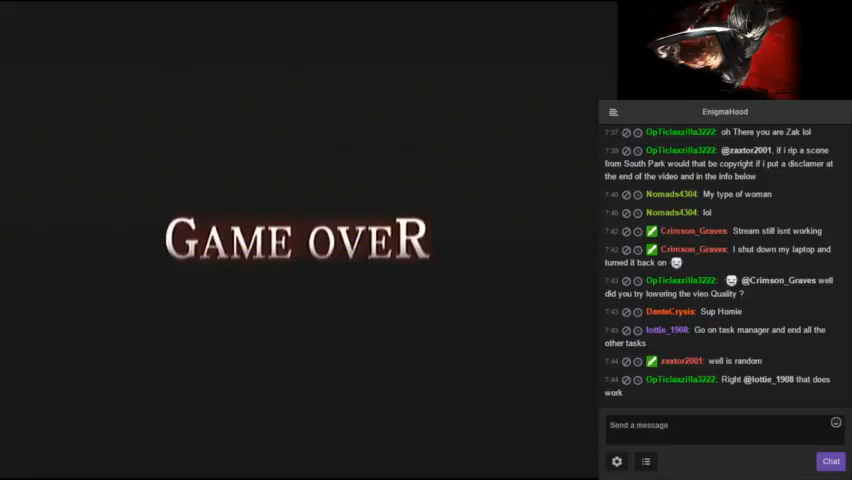 GAME OVER
EnigmaHood
7:37 OpTiclaxzilla3222: oh There you are Zak lol
7:39 OpTiclaxzilla3222: @zaxtor2001, if i rip a scene
from South Park would that be copyright if i put a disclamer at
the end of the video and in the info below
7:40 Nomads4304: My type of woman
7:40 Nomads4304: lol
7:42 Crimson_Graves: Stream still isnt working
7:42 Crimson_Graves: I shut down my laptop and
turned it back on
7:43 OpTiclaxzilla3222: @Crimson_Graves well
did you try lowering the vieo Quality ?
7:43 DanteCrysis: Sup Homie
7:43 lottie_1908: Go on task manager and end all the
other tasks
7:44 zaxtor2001: well is random
7:44 OpTiclaxzilla3222: Right @lottie_1908 that does
work
Send a message
Chat